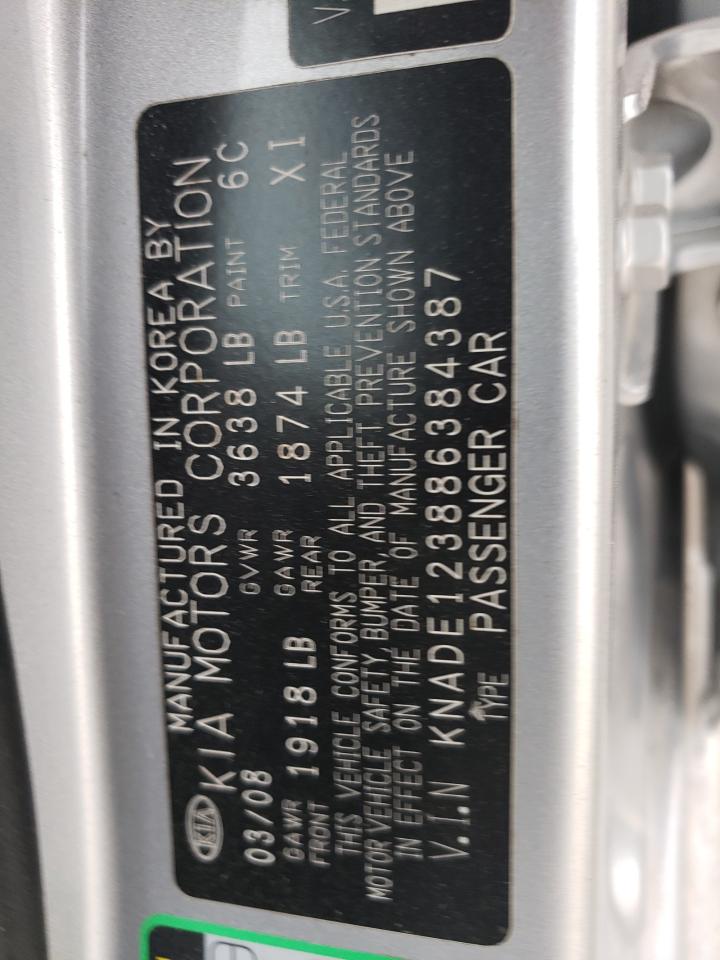 MANUFACTURED IN KOREA BY
KIA KIA MOTORS CORPORATION
03/08 GVWR 3638 LB PAINT 6C
GAWR FRONT 1918 LB GAWR REAR 1874 LB TRIM XI
THIS VEHICLE CONFORMS TO ALL APPLICABLE U.S.A. FEDERAL
MOTOR VEHICLE SAFETY, BUMPER, AND THEFT PREVENTION STANDARDS
IN EFFECT ON THE DATE OF MANUFACTURE SHOWN ABOVE
V.I.N KNADE123886384387
TYPE PASSENGER CAR